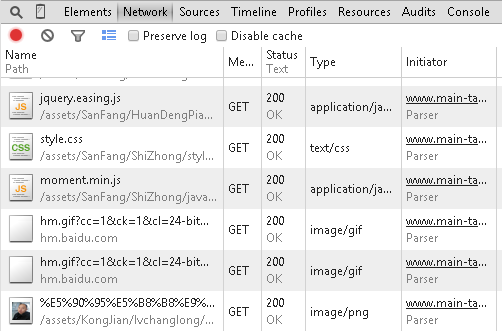 Elements Network Sources Timeline Profiles Resources Audits Console
Preserve log Disable cache
Name Me... Status Type Initiator
Path Text
jquery.easing.js GET 200 application/ja... www.main-ta...
/assets/SanFang/HuanDengPia... OK Parser
style.css GET 200 text/css www.main-ta...
/assets/SanFang/ShiZhong/styl... OK Parser
moment.min.js GET 200 application/ja... www.main-ta...
/assets/SanFang/ShiZhong/java... OK Parser
hm.gif?cc=1&ck=1&cl=24-bit... GET 200 image/gif www.main-ta...
hm.baidu.com OK Parser
hm.gif?cc=1&ck=1&cl=24-bit... GET 200 image/gif www.main-ta...
hm.baidu.com OK Parser
%E5%90%95%E5%B8%B8%E9%... GET 200 image/png www.main-ta...
/assets/KongJian/lvchanglong/... OK Parser